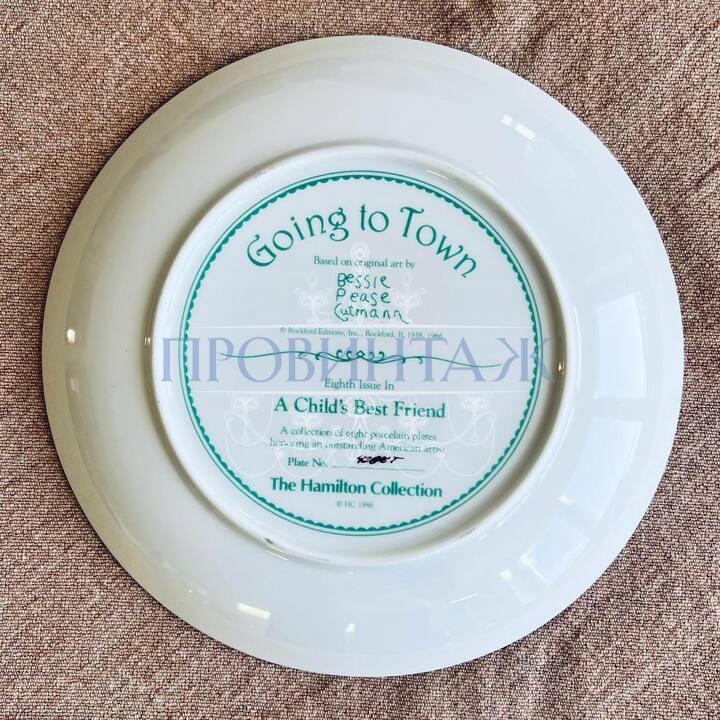 Going to Town
Based on original art by
Bessie
Pease
Gutmann
© Rockford Editions, Inc., Rockford, IL 1938, 1966
ПРОВИНТАЖ
Eighth Issue In
A Child's Best Friend
A collection of eight porcelain plates
honoring an outstanding American artist
Plate No.
The Hamilton Collection
© HC 1986